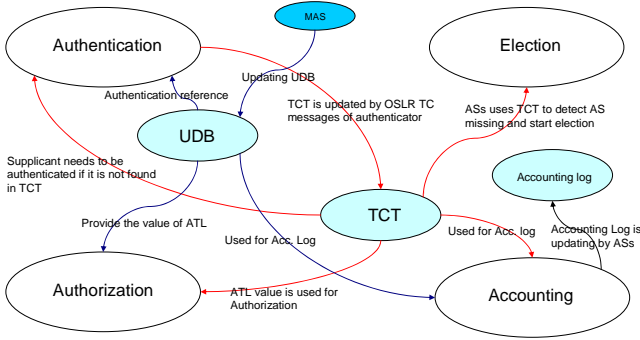 MAS
Authentication
Election
Updating UDB
Authentication reference
TCT is updated by OSLR TC
messages of authenticator
ASs uses TCT to detect AS
missing and start election
UDB
Supplicant needs to be
authenticated if it is not found
in TCT
Accounting log
TCT
Provide the value of ATL
Used for Acc. Log
Used for Acc. log
Accounting Log is
updating by ASs
Authorization
ATL value is used for
Authorization
Accounting